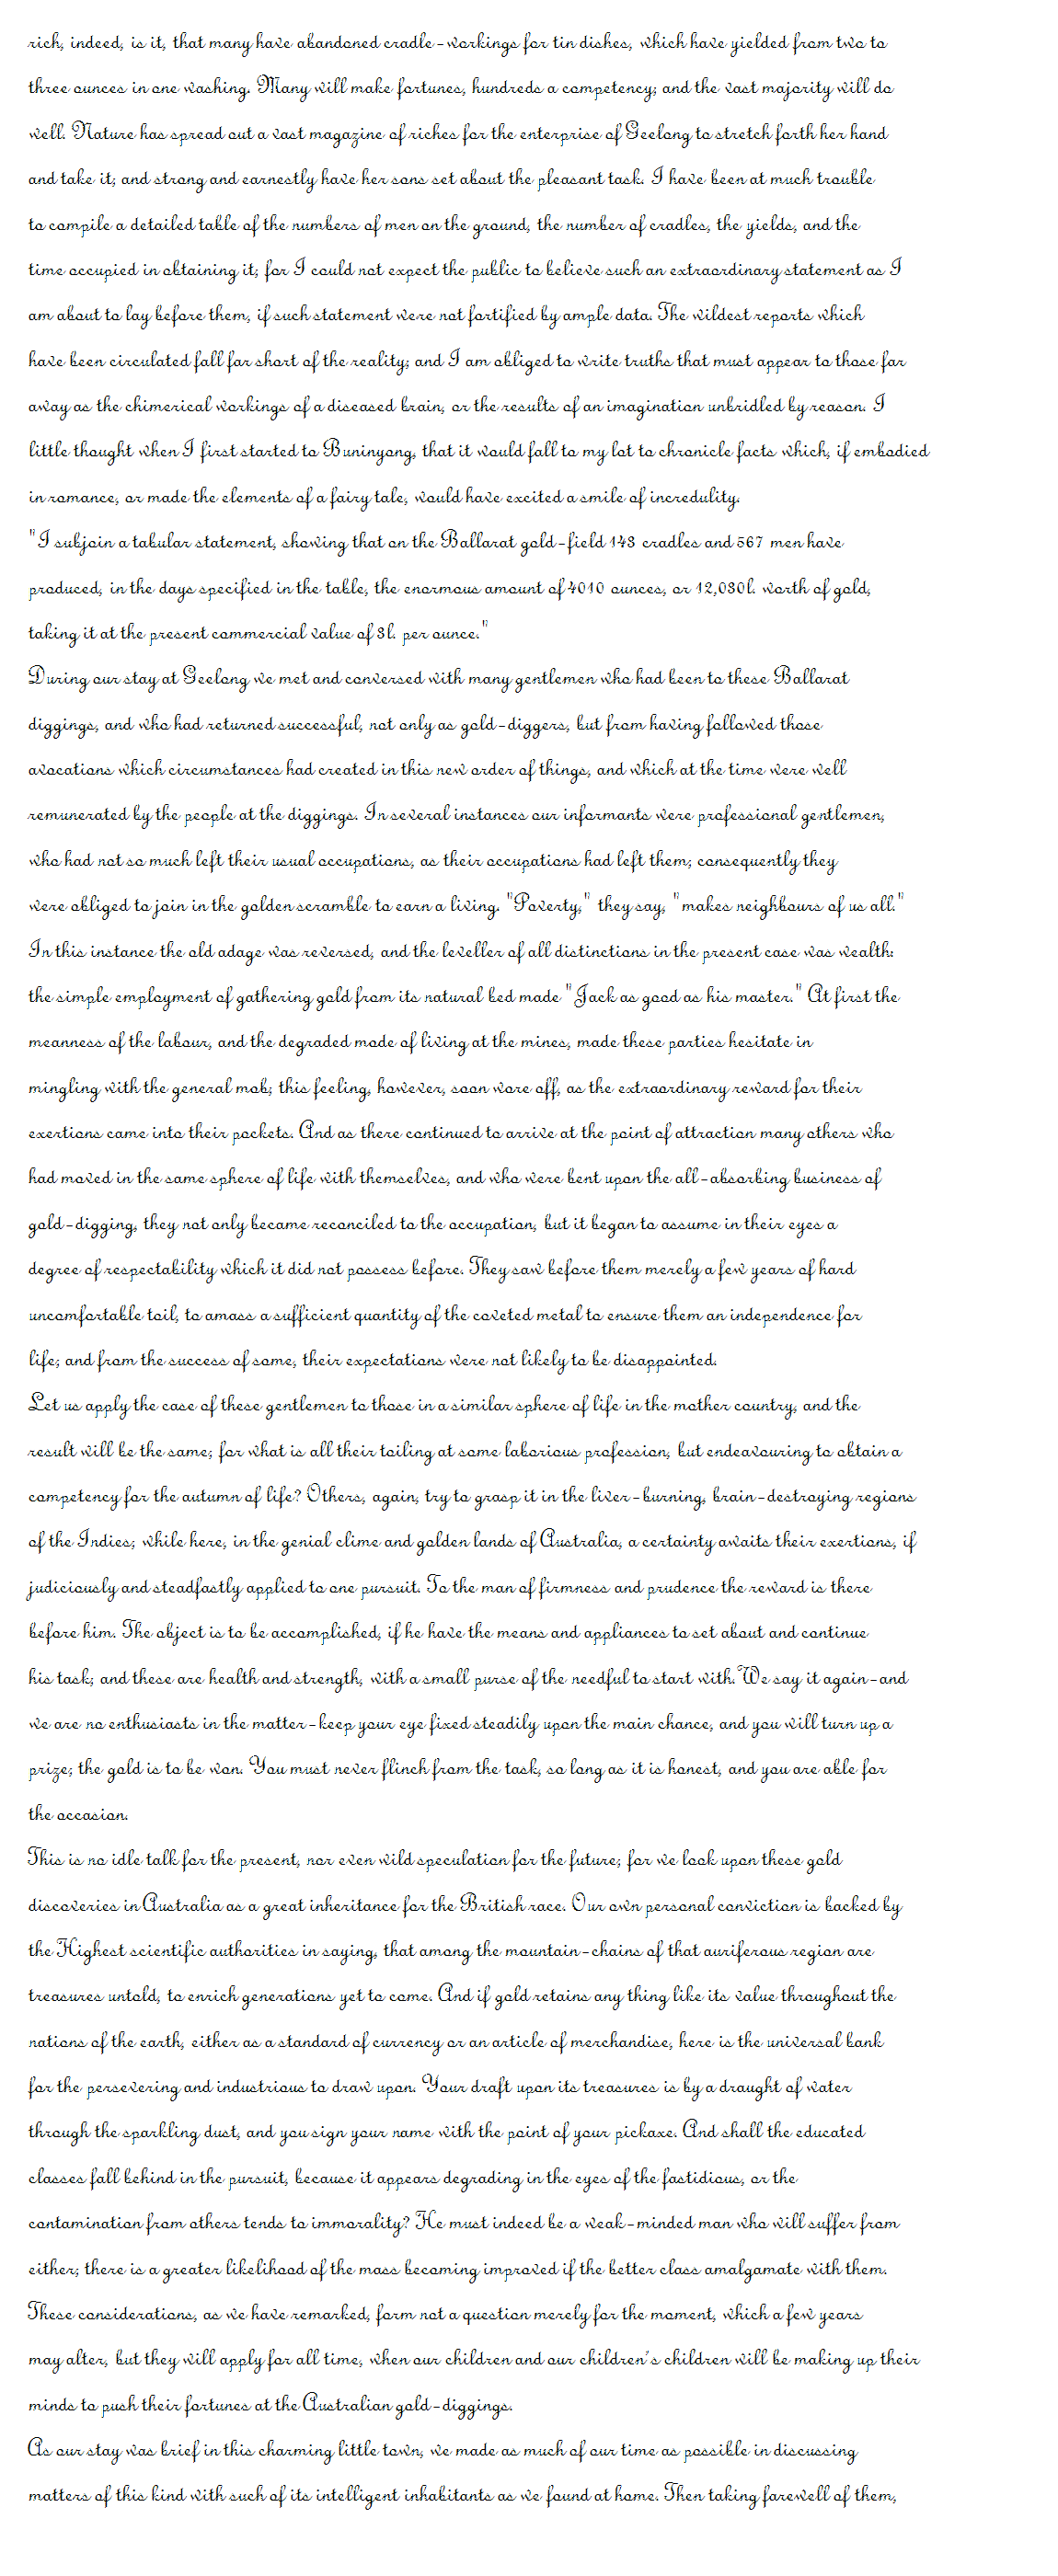 rich, indeed, is it, that many have abandoned cradle-workings for tin dishes, which have yielded from two to
three ounces in one washing. Many will make fortunes, hundreds a competency; and the vast majority will do
well. Nature has spread out a vast magazine of riches for the enterprise of Geelong to stretch forth her hand
and take it; and strong and earnestly have her sons set about the pleasant task. I have been at much trouble
to compile a detailed table of the numbers of men on the ground, the number of cradles, the yields, and the
time occupied in obtaining it; for I could not expect the public to believe such an extraordinary statement as I
am about to lay before them, if such statement were not fortified by ample data. The wildest reports which
have been circulated fall far short of the reality; and I am obliged to write truths that must appear to those far
away as the chimerical workings of a diseased brain, or the results of an imagination unbridled by reason. I
little thought when I first started to Buninyong, that it would fall to my lot to chronicle facts which, if embodied
in romance, or made the elements of a fairy tale, would have excited a smile of incredulity.
"I subjoin a tabular statement, showing that on the Ballarat gold-field 143 cradles and 567 men have
produced, in the days specified in the table, the enormous amount of 4010 ounces, or 12,030l. worth of gold,
taking it at the present commercial value of 3l. per ounce."
During our stay at Geelong we met and conversed with many gentlemen who had been to these Ballarat
diggings, and who had returned successful, not only as gold-diggers, but from having followed those
avocations which circumstances had created in this new order of things, and which at the time were well
remunerated by the people at the diggings. In several instances our informants were professional gentlemen,
who had not so much left their usual occupations, as their occupations had left them; consequently they
were obliged to join in the golden scramble to earn a living. "Poverty," they say, "makes neighbours of us all."
In this instance the old adage was reversed, and the leveller of all distinctions in the present case was wealth:
the simple employment of gathering gold from its natural bed made "Jack as good as his master." At first the
meanness of the labour, and the degraded mode of living at the mines, made these parties hesitate in
mingling with the general mob; this feeling, however, soon wore off, as the extraordinary reward for their
exertions came into their pockets. And as there continued to arrive at the point of attraction many others who
had moved in the same sphere of life with themselves, and who were bent upon the all-absorbing business of
gold-digging, they not only became reconciled to the occupation, but it began to assume in their eyes a
degree of respectability which it did not possess before. They saw before them merely a few years of hard
uncomfortable toil, to amass a sufficient quantity of the coveted metal to ensure them an independence for
life; and from the success of some, their expectations were not likely to be disappointed.
Let us apply the case of these gentlemen to those in a similar sphere of life in the mother country, and the
result will be the same; for what is all their toiling at some laborious profession, but endeavouring to obtain a
competency for the autumn of life? Others, again, try to grasp it in the liver-burning, brain-destroying regions
of the Indies; while here, in the genial clime and golden lands of Australia, a certainty awaits their exertions, if
judiciously and steadfastly applied to one pursuit. To the man of firmness and prudence the reward is there
before him. The object is to be accomplished, if he have the means and appliances to set about and continue
his task; and these are health and strength, with a small purse of the needful to start with. We say it again-and
we are no enthusiasts in the matter-keep your eye fixed steadily upon the main chance, and you will turn up a
prize; the gold is to be won. You must never flinch from the task, so long as it is honest, and you are able for
the occasion.
This is no idle talk for the present, nor even wild speculation for the future; for we look upon these gold
discoveries in Australia as a great inheritance for the British race. Our own personal conviction is backed by
the Highest scientific authorities in saying, that among the mountain-chains of that auriferous region are
treasures untold, to enrich generations yet to come. And if gold retains any thing like its value throughout the
nations of the earth, either as a standard of currency or an article of merchandise, here is the universal bank
for the persevering and industrious to draw upon. Your draft upon its treasures is by a draught of water
through the sparkling dust, and you sign your name with the point of your pickaxe. And shall the educated
classes fall behind in the pursuit, because it appears degrading in the eyes of the fastidious, or the
contamination from others tends to immorality? He must indeed be a weak-minded man who will suffer from
either; there is a greater likelihood of the mass becoming improved if the better class amalgamate with them.
These considerations, as we have remarked, form not a question merely for the moment, which a few years
may alter, but they will apply for all time, when our children and our children's children will be making up their
minds to push their fortunes at the Australian gold-diggings.
As our stay was brief in this charming little town, we made as much of our time as possible in discussing
matters of this kind with such of its intelligent inhabitants as we found at home. Then taking farewell of them,